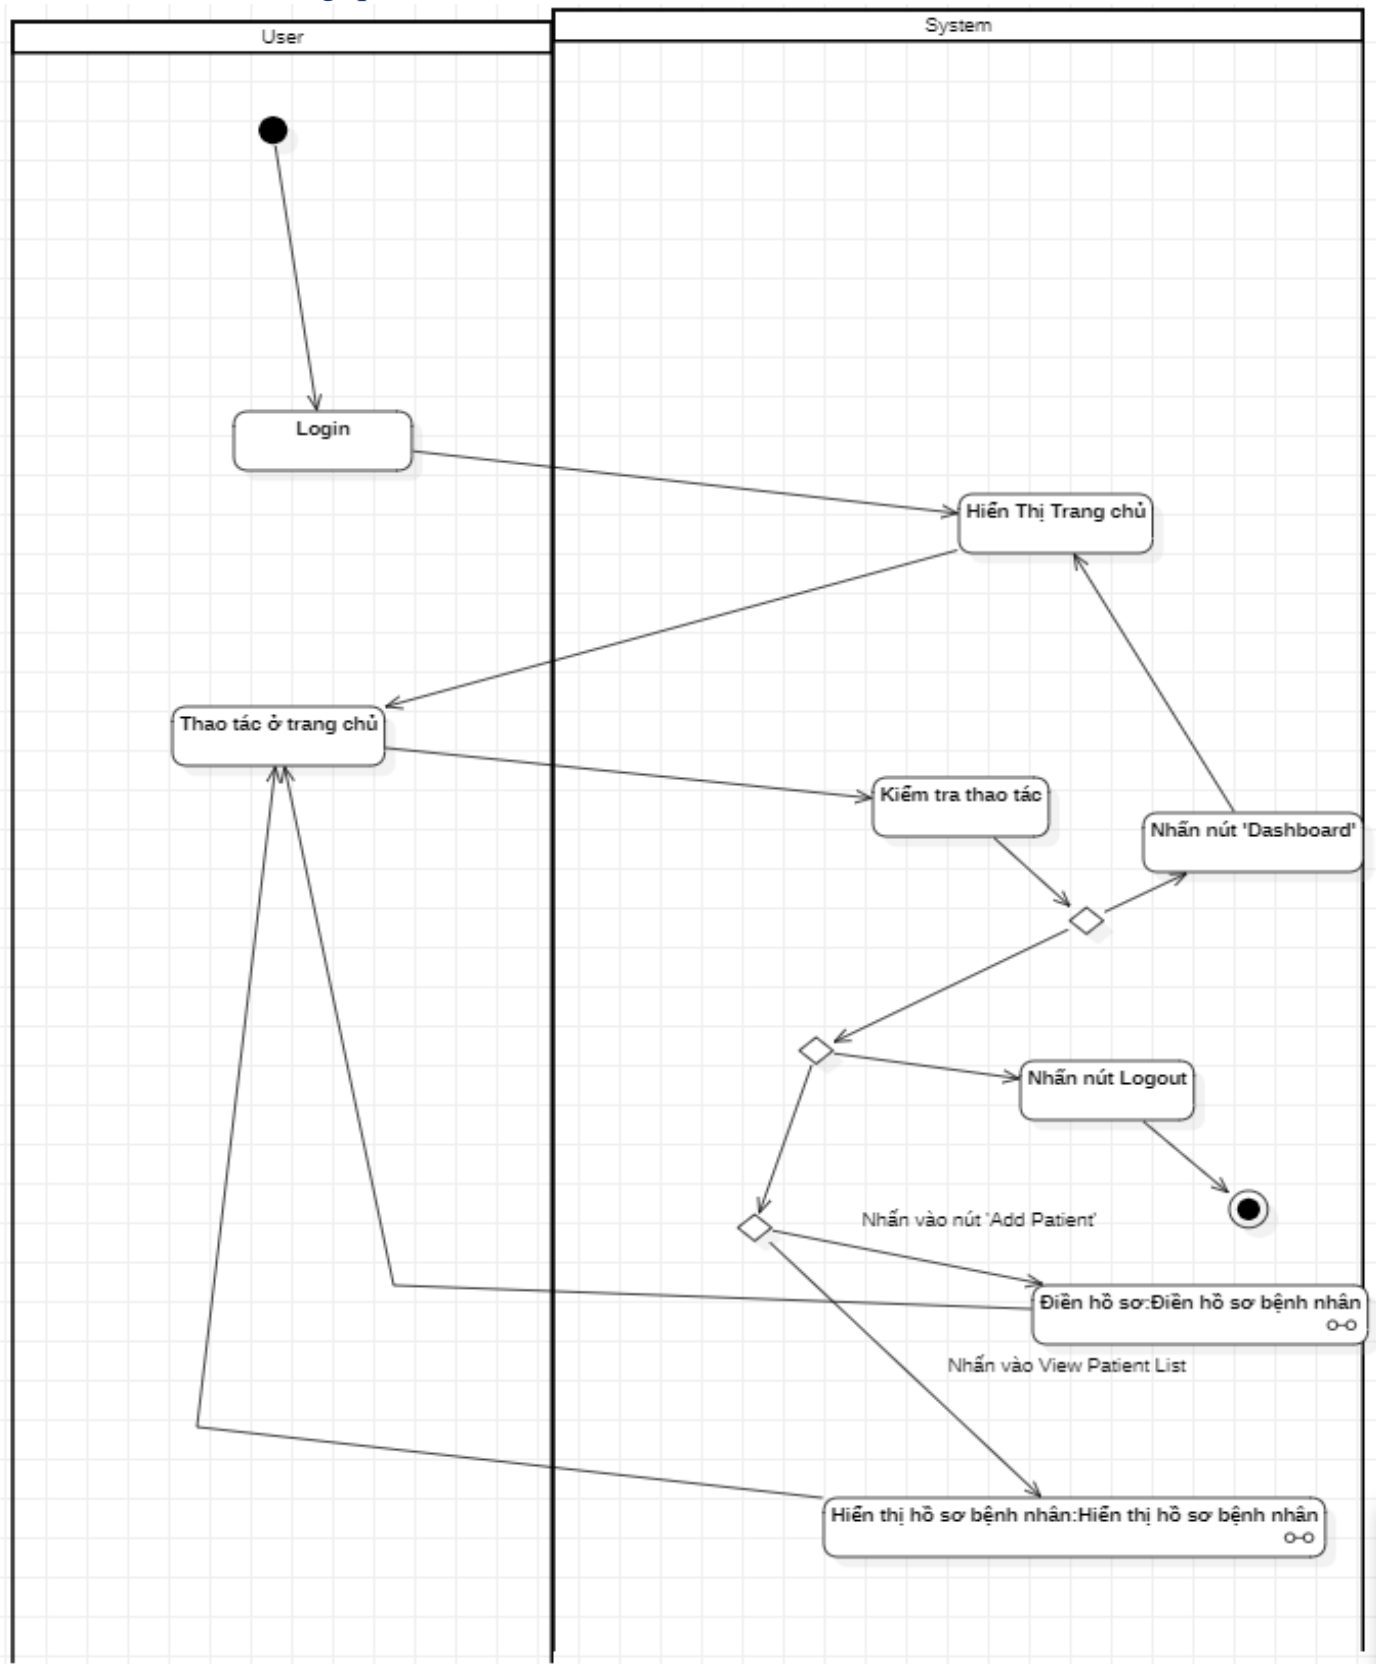 User
System
Login
Hiển Thị Trang chủ
Thao tác ở trang chủ
Kiểm tra thao tác
Nhấn nút 'Dashboard'
Nhấn nút Logout
Nhấn vào nút 'Add Patient'
Điền hồ sơ:Điền hồ sơ bệnh nhân
Nhấn vào View Patient List
Hiển thị hồ sơ bệnh nhân:Hiển thị hồ sơ bệnh nhân